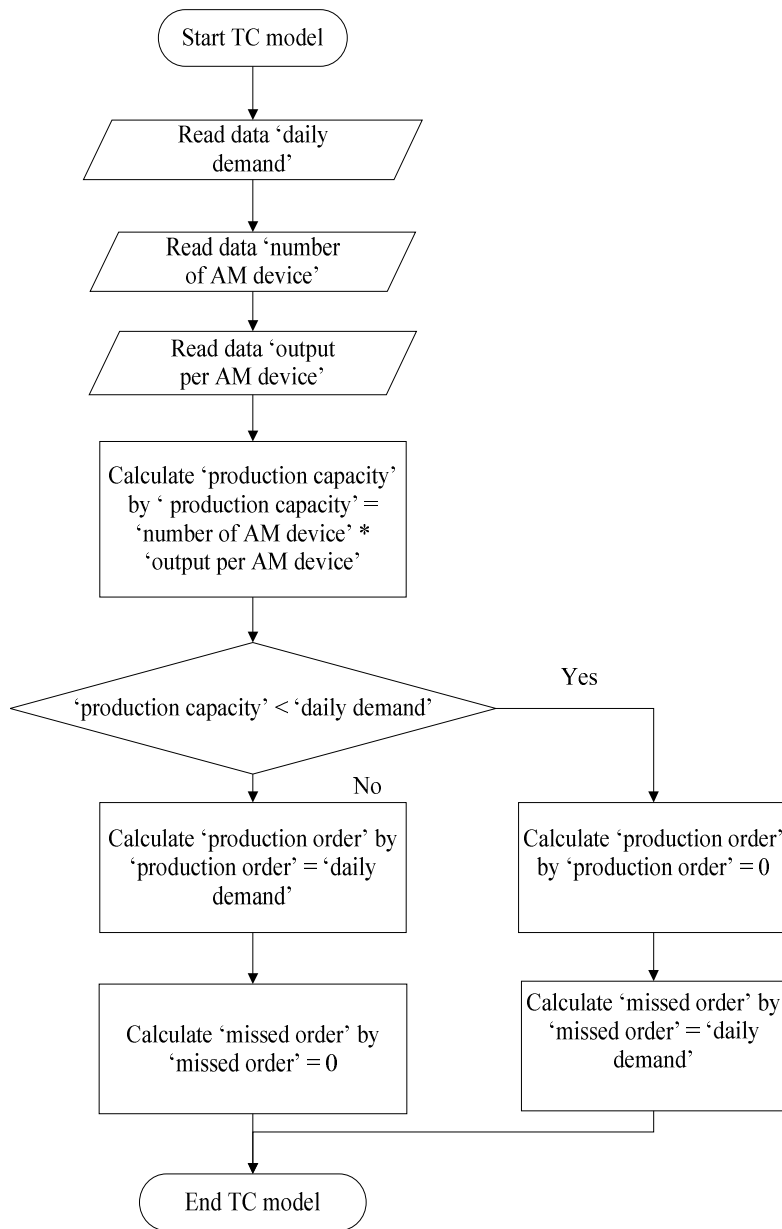 Start TC model
Read data ‘daily
demand’
Read data ‘number
of AM device’
Read data ‘output
per AM device’
Calculate ‘production capacity’
by ‘ production capacity’ =
‘number of AM device’ *
‘output per AM device’
‘production capacity’ < ‘daily demand’
Yes
No
Calculate ‘production order’ by
‘production order’ = ‘daily
demand’
Calculate ‘production order’
by ‘production order’ = 0
Calculate ‘missed order’ by
‘missed order’ = 0
Calculate ‘missed order’ by
‘missed order’ = ‘daily
demand’
End TC model